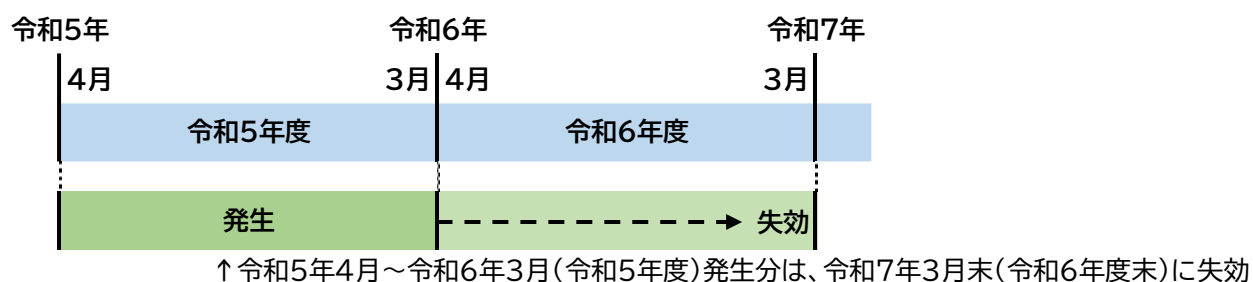 令和5年 令和6年 令和7年
4月 3月 4月 3月
令和5年度 令和6年度
発生 失効
↑令和5年4月～令和6年3月（令和5年度）発生分は、令和7年3月末（令和6年度末）に失効